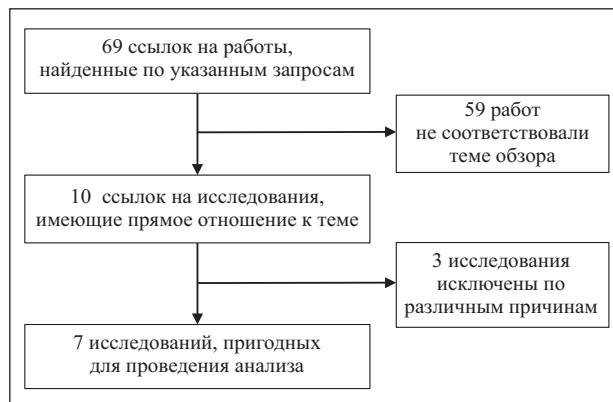 69 ссылок на работы,
найденные по указанным запросам
59 работ
не соответствовали
теме обзора
10 ссылок на исследования,
имеющие прямое отношение к теме
3 исследования
исключены по
различным причинам
7 исследований, пригодных
для проведения анализа